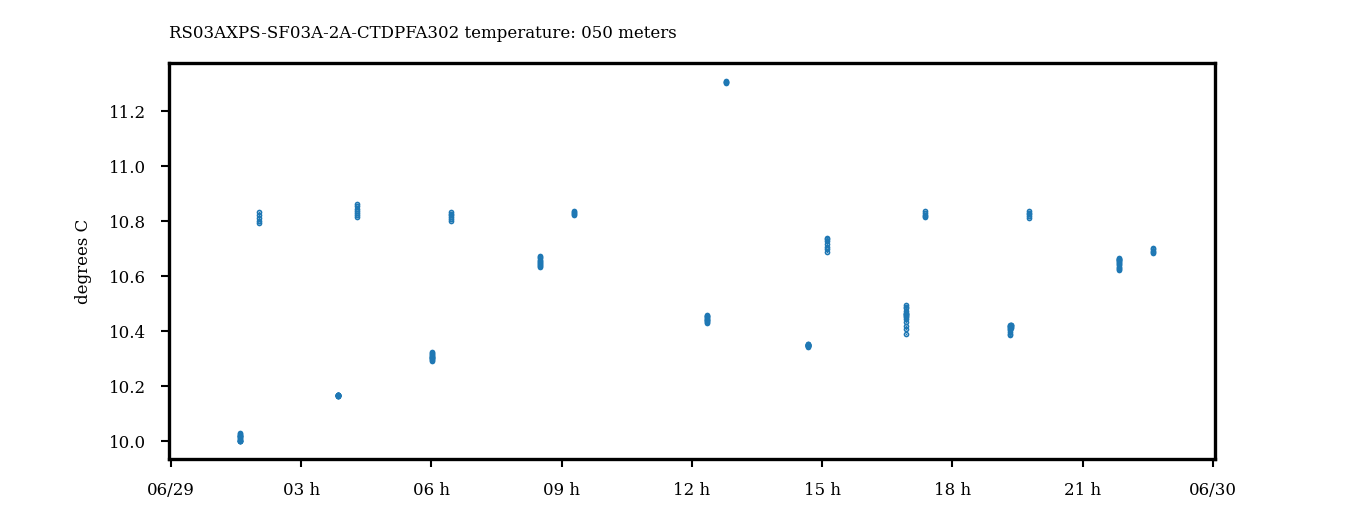 RS03AXPS-SF03A-2A-CTDPFA302 temperature: 050 meters
degrees C
11.2
11.0
10.8
10.6
10.4
10.2
10.0
06/29 03 h 06 h 09 h 12 h 15 h 18 h 21 h 06/30